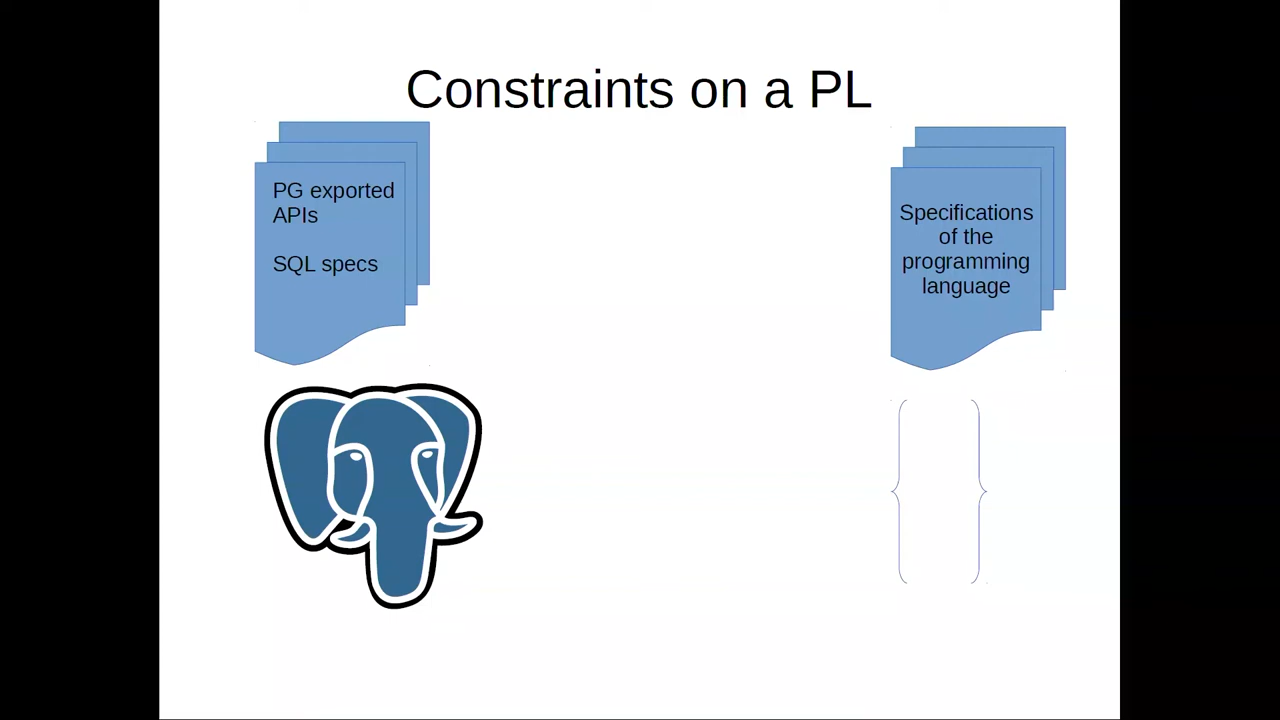 Constraints on a PL
PG exported
APIs
SQL specs
Specifications
of the
programming
language